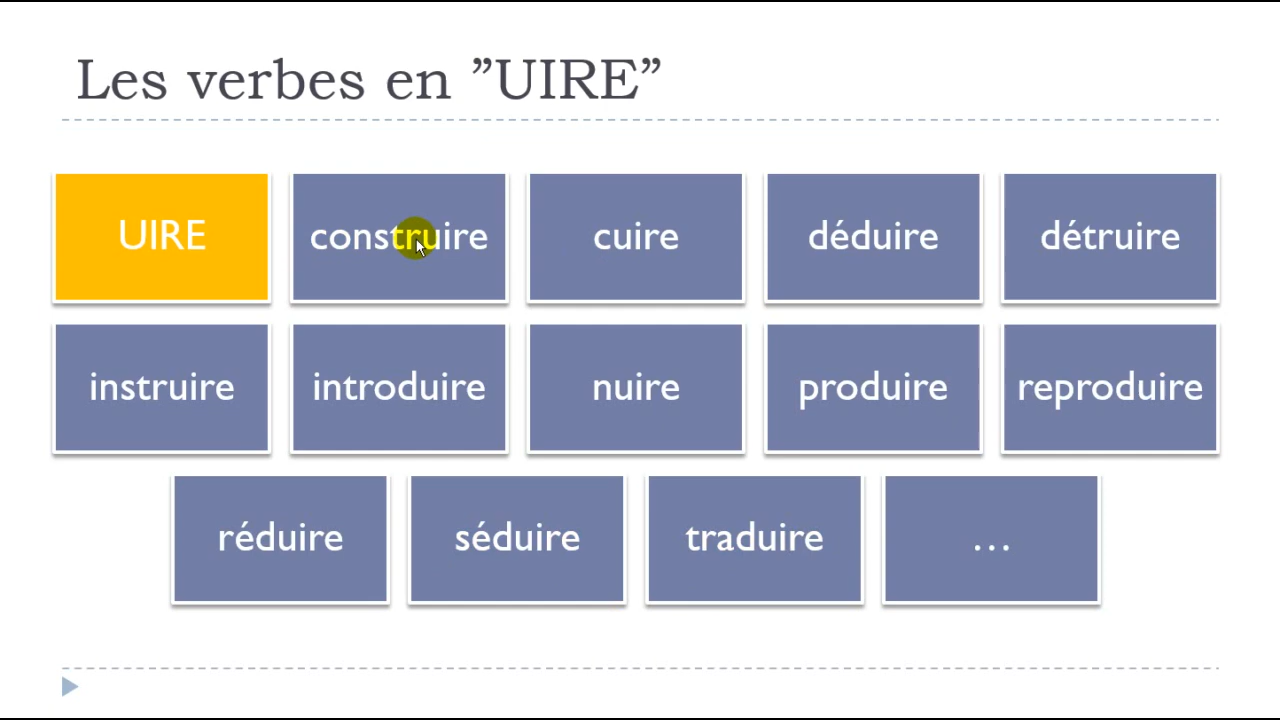 Les verbes en ”UIRE”
UIRE
construire
cuire
déduire
détruire
instruire
introduire
nuire
produire
reproduire
réduire
séduire
traduire
…